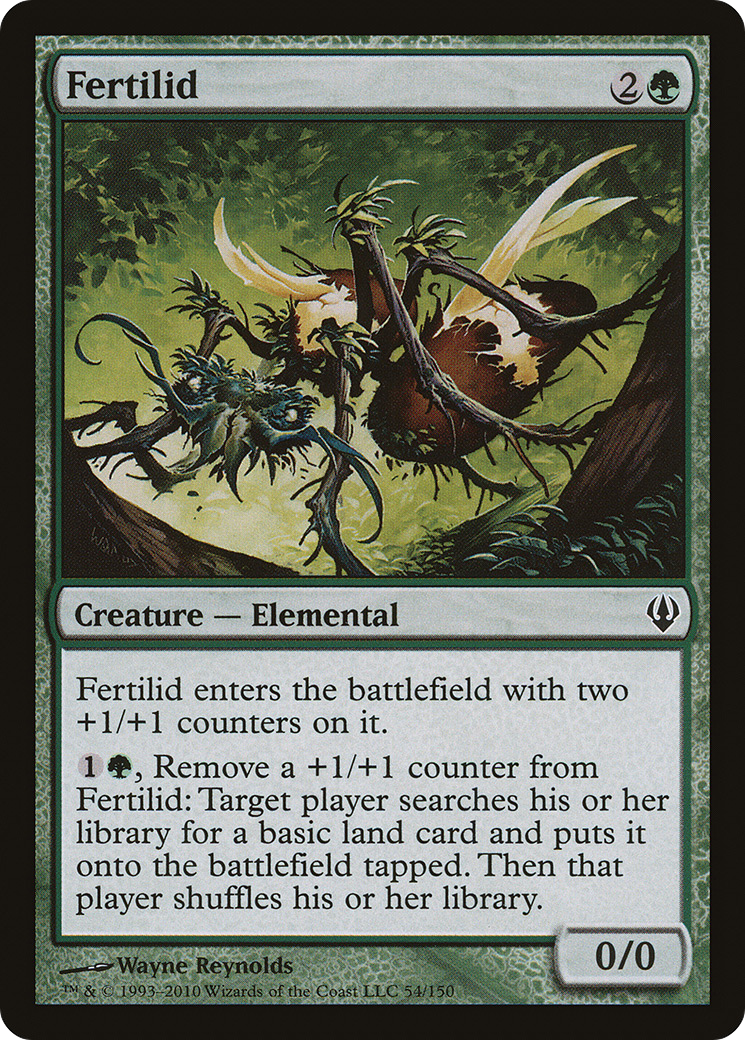 Fertilid 2
Creature — Elemental
Fertilid enters the battlefield with two
+1/+1 counters on it.
1, Remove a +1/+1 counter from
Fertilid: Target player searches his or her
library for a basic land card and puts it
onto the battlefield tapped. Then that
player shuffles his or her library.
0/0
Wayne Reynolds
™ & © 1993–2010 Wizards of the Coast LLC 54/150